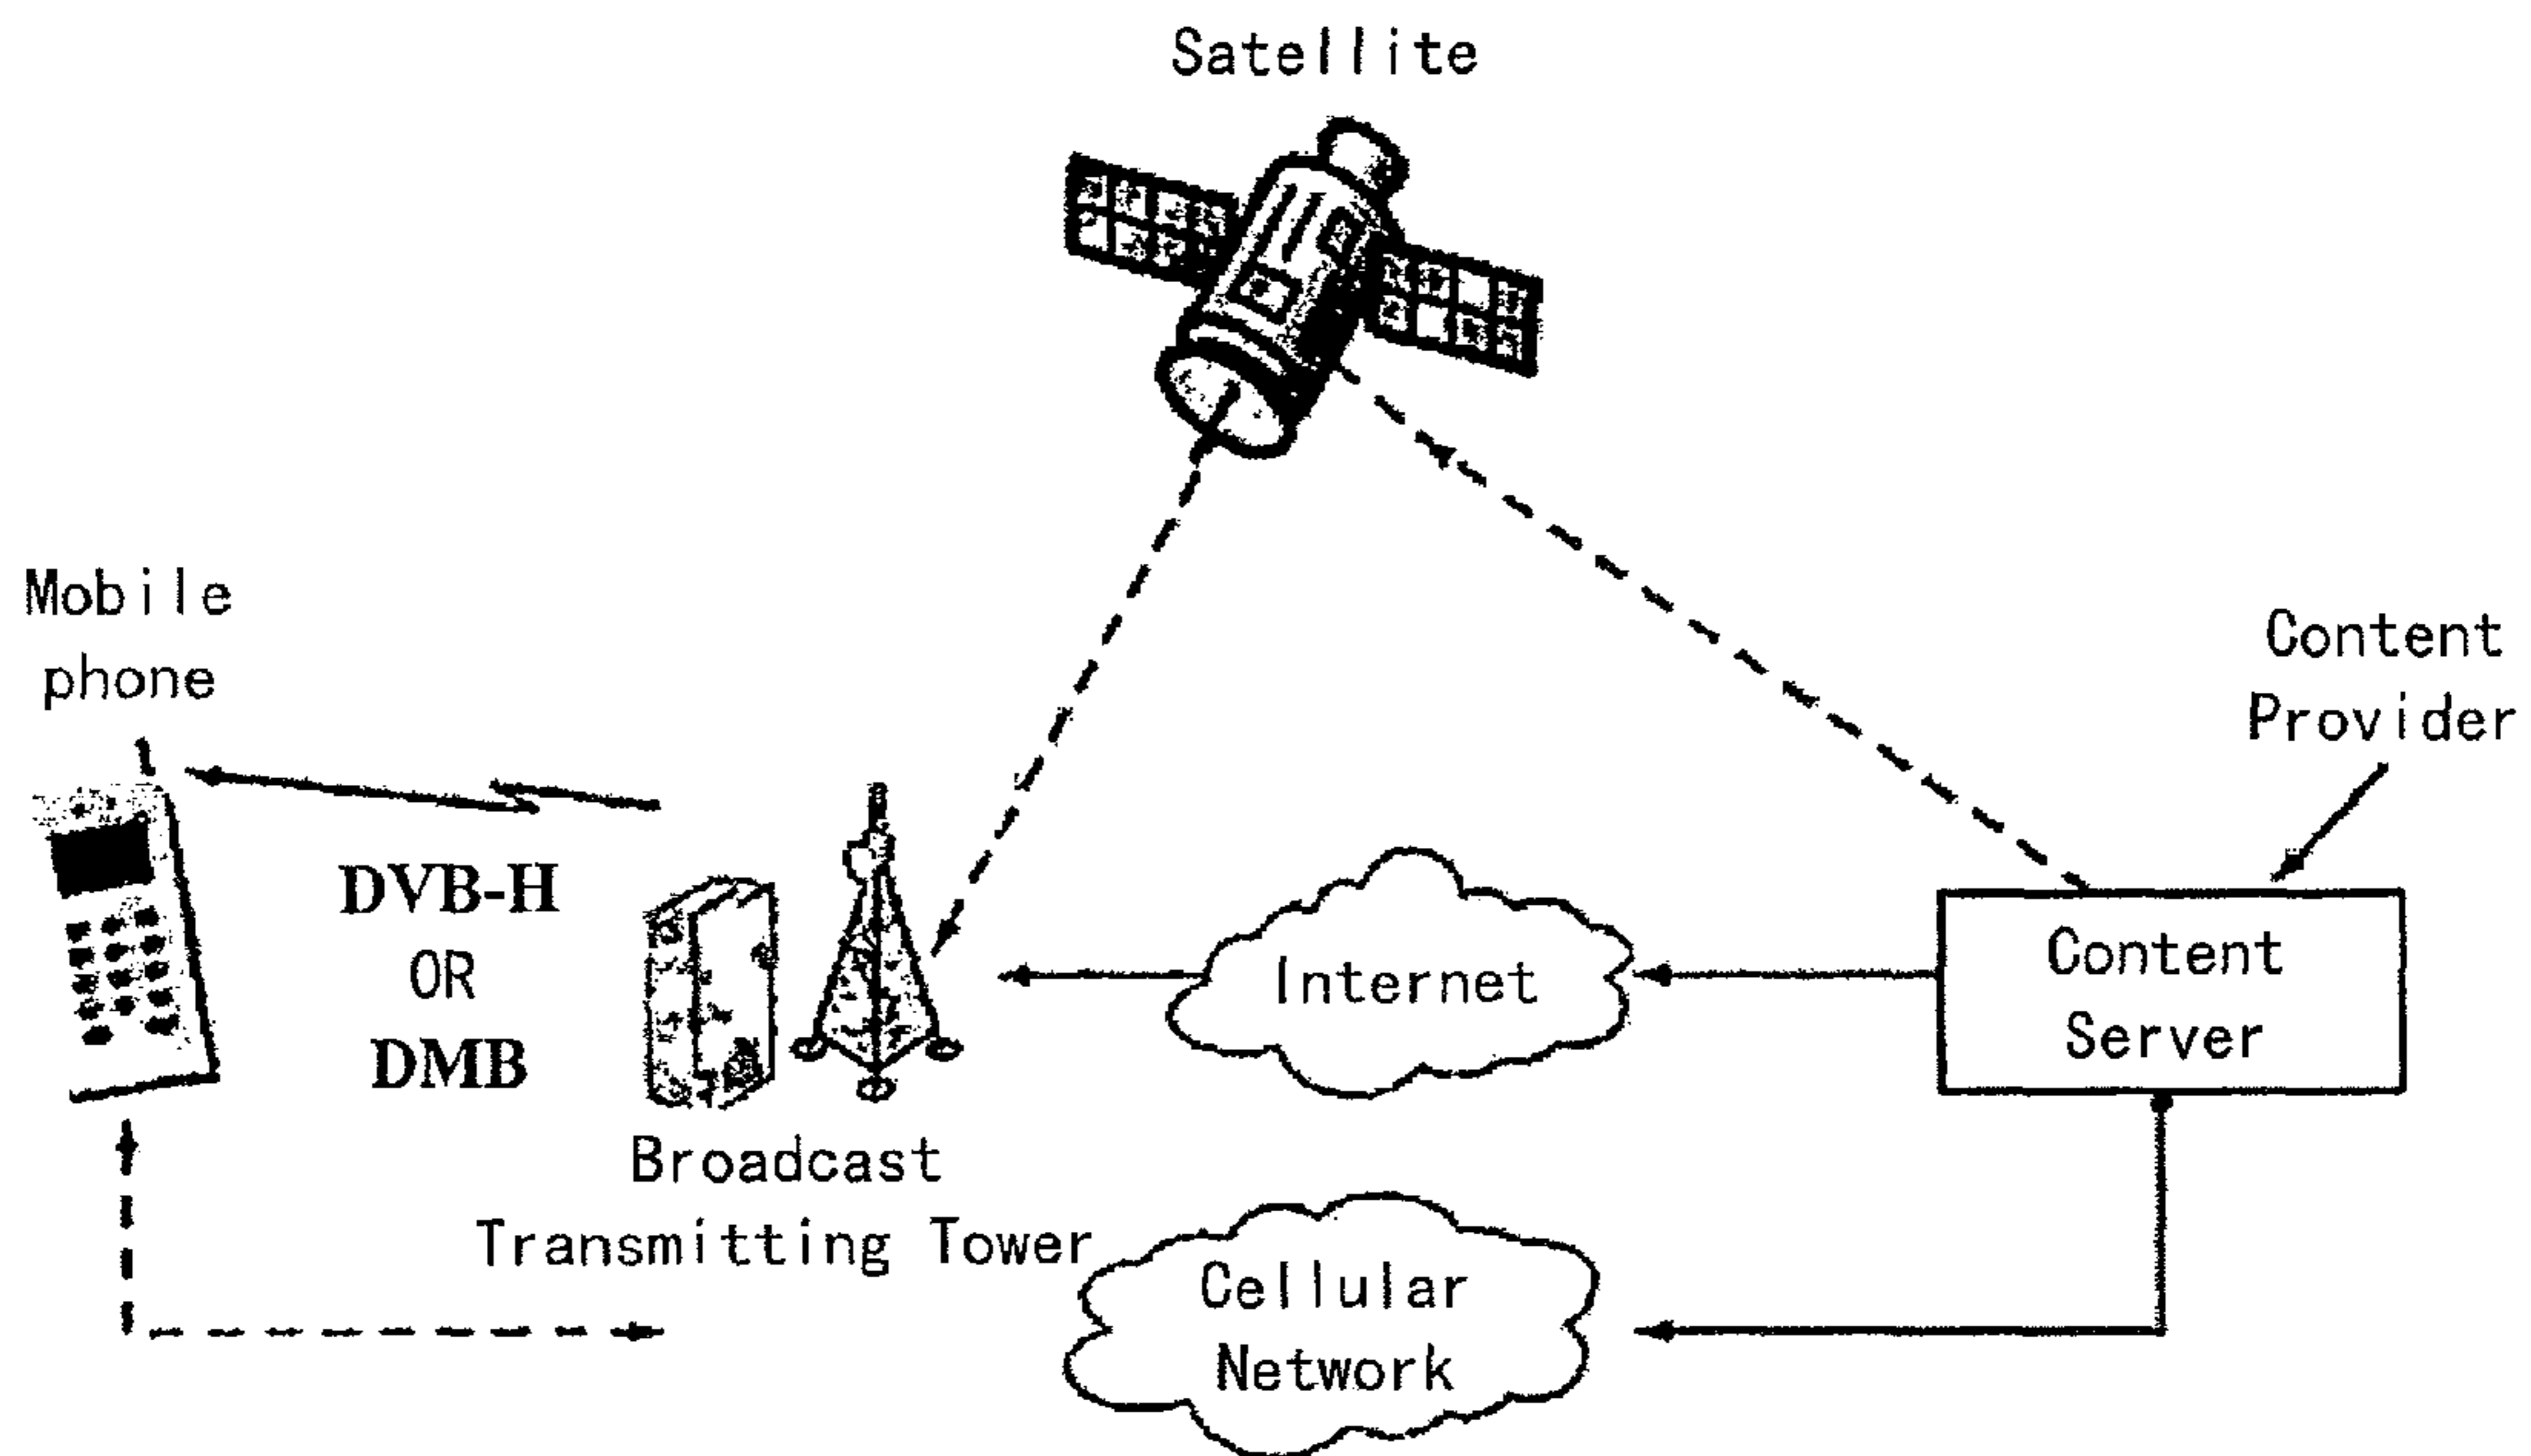 Satellite
Mobile
phone
Content
Provider
DVB-H
OR
DMB
Internet
Content
Server
Broadcast
Transmitting Tower
Cellular
Network